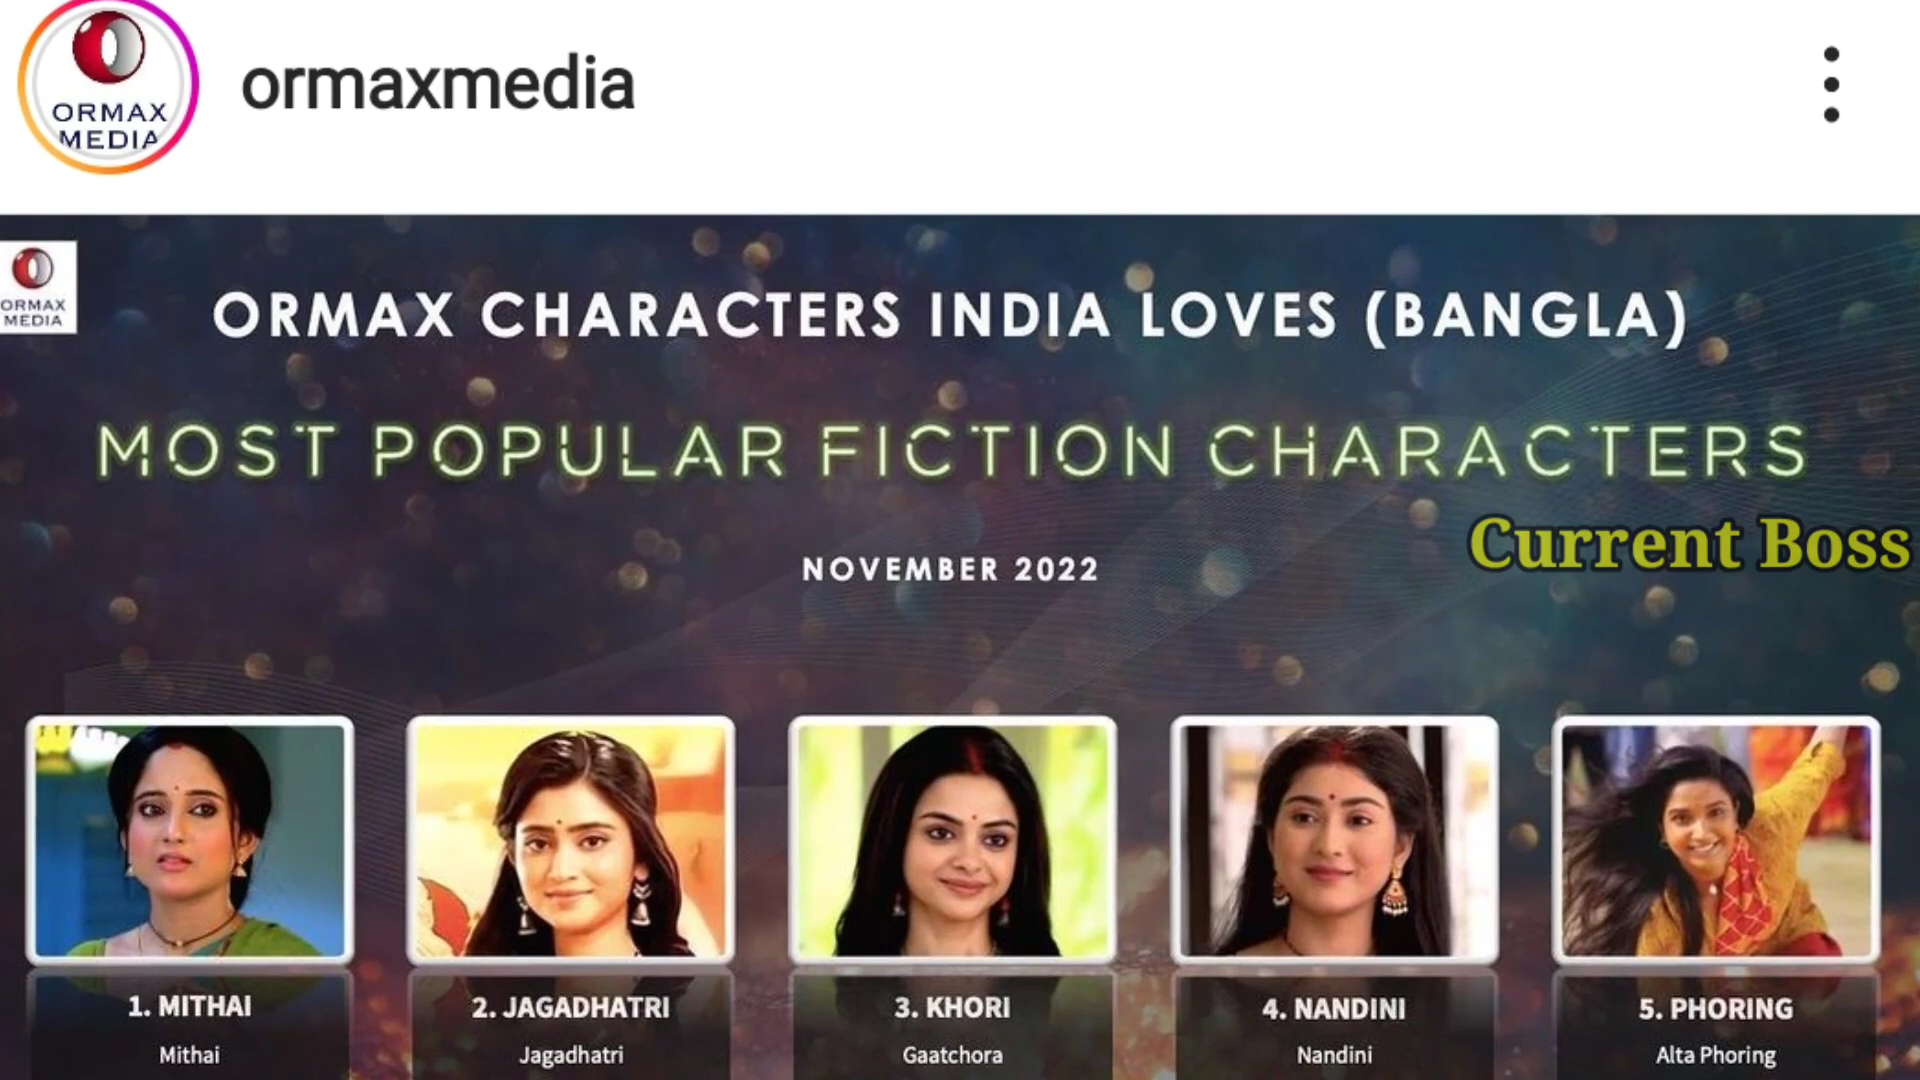 ORMAX
MEDIA
ormaxmedia
ORMAX
MEDIA
ORMAX CHARACTERS INDIA LOVES (BANGLA)
MOST POPULAR FICTION CHARACTERS
Current Boss
NOVEMBER 2022
1. MITHAI
Mithai
2. JAGADHATRI
Jagadhatri
3. KHORI
Gaatchora
4. NANDINI
Nandini
5. PHORING
Alta Phoring